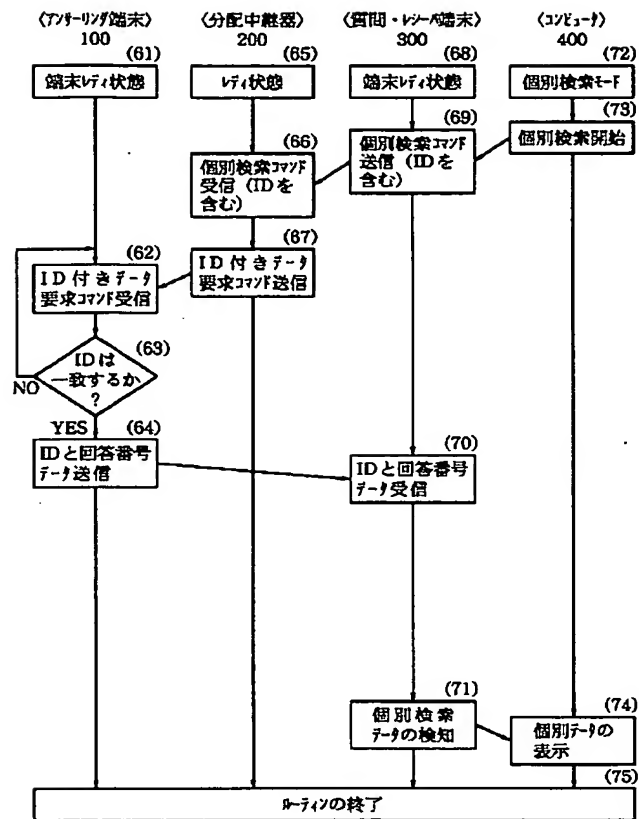 〈アンサーリング端末〉
100
〈分配中継器〉
200
〈質問・レシーバ端末〉
300
〈コンピュータ〉
400
(61)
端末レディ状態
(65)
レディ状態
(68)
端末レディ状態
(72)
個別検索モード
(73)
個別検索開始
(69)
個別検索コマンド
送信（IDを
含む）
(66)
個別検索コマンド
受信（IDを
含む）
(67)
ID付きデータ
要求コマンド送信
(62)
ID付きデータ
要求コマンド受信
(63)
IDは
一致するか
?
NO
YES
(64)
IDと回答番号
データ送信
(70)
IDと回答番号
データ受信
(71)
個別検索
データの検知
(74)
個別データの
表示
(75)
ルーティンの終了